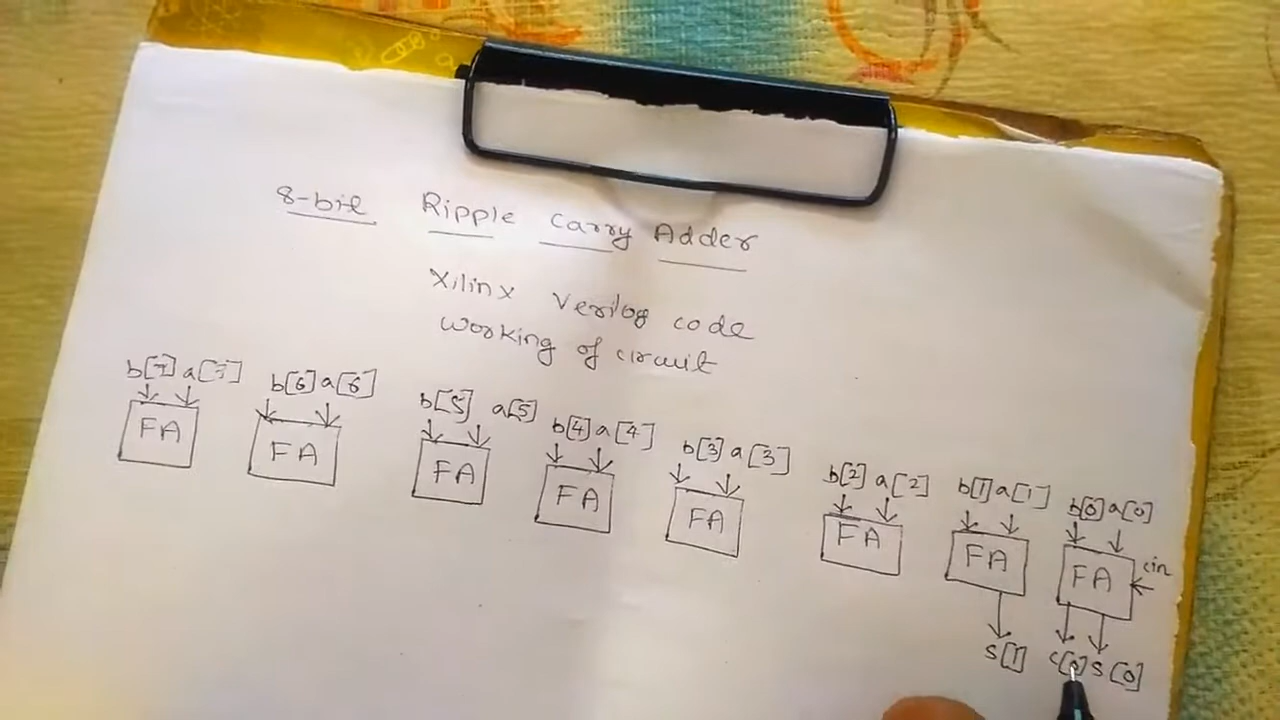 8-bit Ripple Carry Adder
Xilinx Verilog code
Working of circuit
b[7] a[7] b[6] a[6] b[5] a[5] b[4] a[4] b[3] a[3] b[2] a[2] b[1] a[1] b[0] a[0]
FA FA FA FA FA FA FA FA cin
s[1] c[0] s[0]